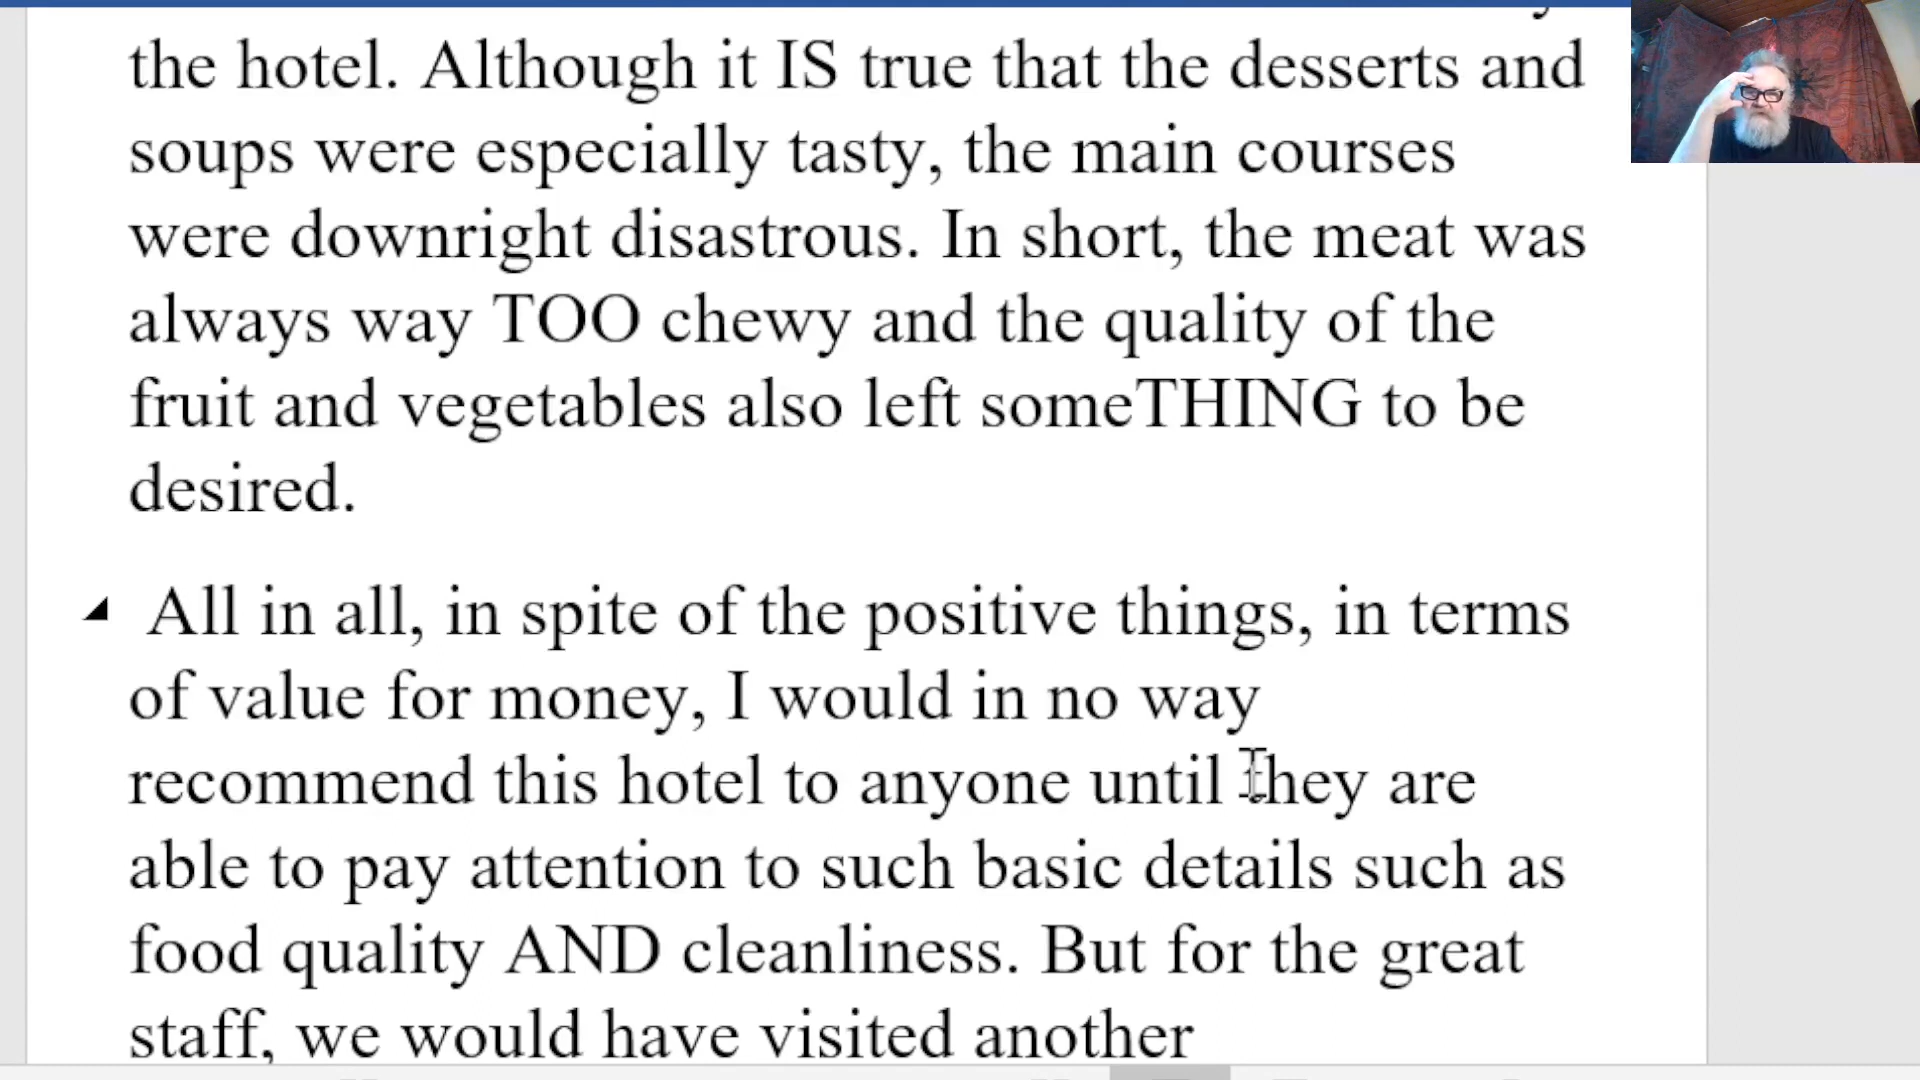 the hotel. Although it IS true that the desserts and
soups were especially tasty, the main courses
were downright disastrous. In short, the meat was
always way TOO chewy and the quality of the
fruit and vegetables also left someTHING to be
desired.
All in all, in spite of the positive things, in terms
of value for money, I would in no way
recommend this hotel to anyone until they are
able to pay attention to such basic details such as
food quality AND cleanliness. But for the great
staff, we would have visited another